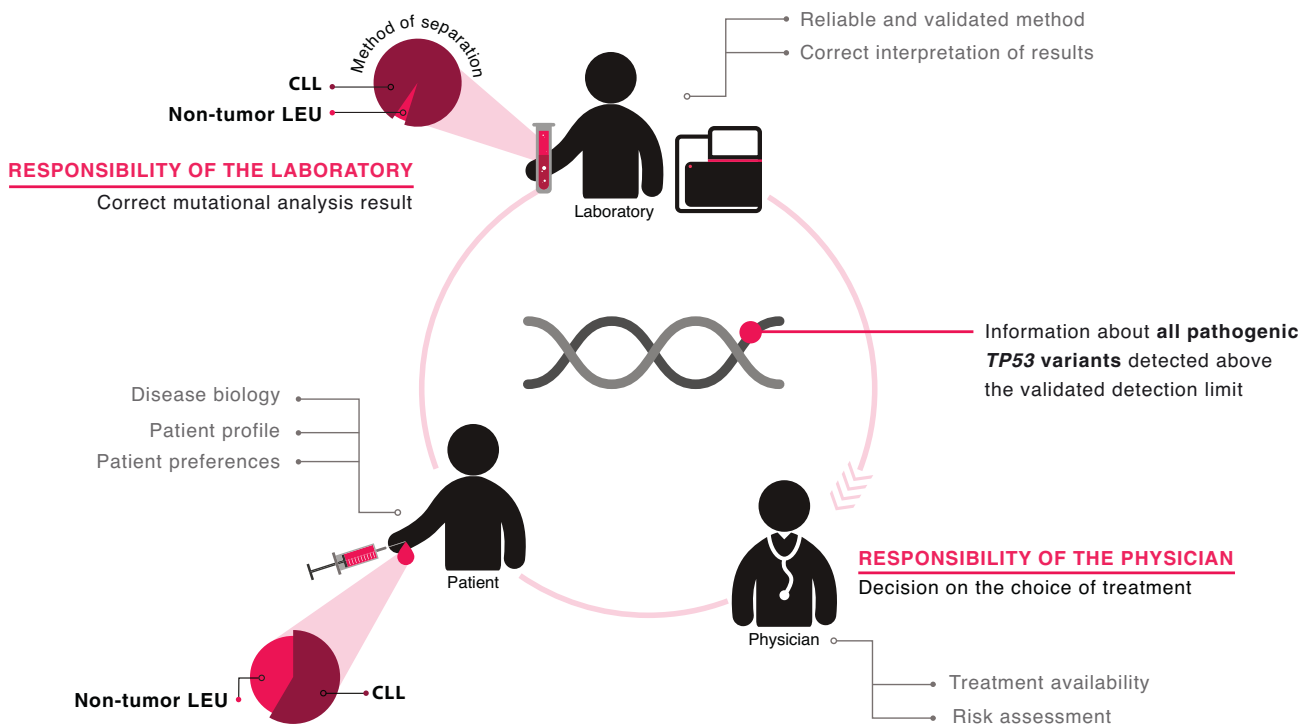 Method of separation
CLL
Non-tumor LEU
Reliable and validated method
Correct interpretation of results
RESPONSIBILITY OF THE LABORATORY
Correct mutational analysis result
Laboratory
Information about all pathogenic
TP53 variants detected above
the validated detection limit
Disease biology
Patient profile
Patient preferences
Patient
RESPONSIBILITY OF THE PHYSICIAN
Decision on the choice of treatment
Physician
Non-tumor LEU
CLL
Treatment availability
Risk assessment